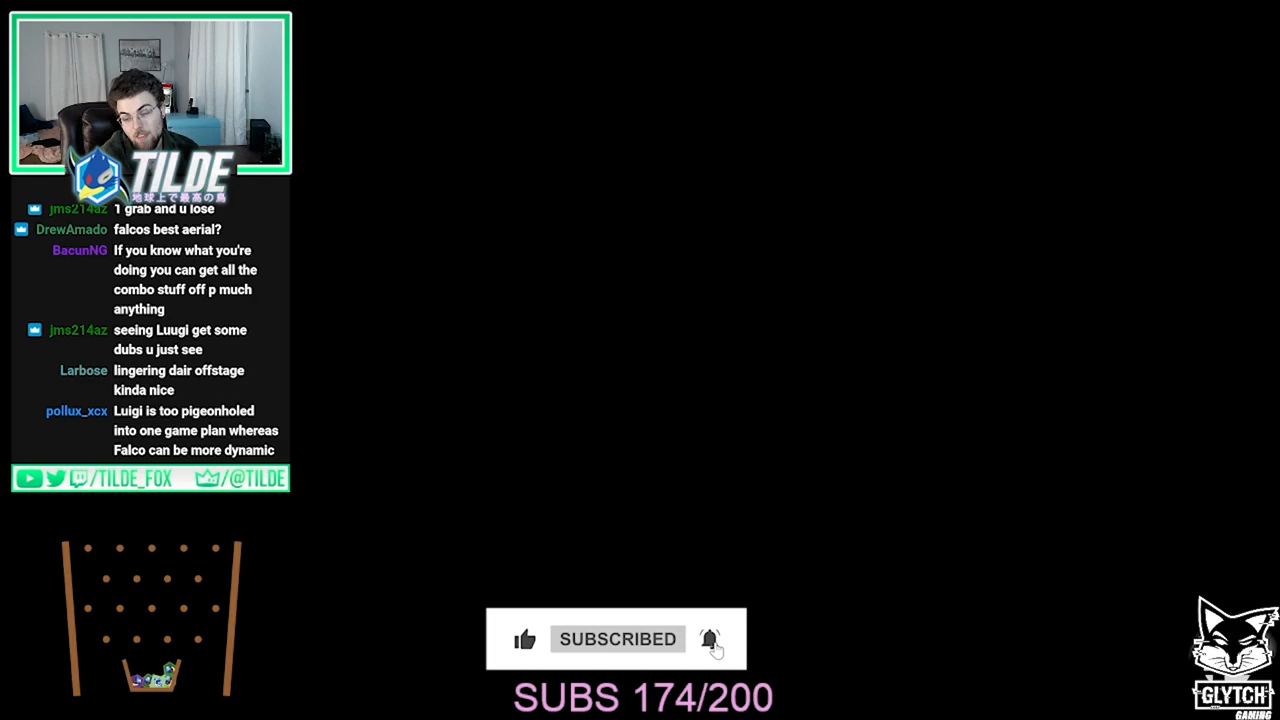 TILDE
地球上で最高の鳥
jms214az 1 grab and u lose
DrewAmado falcos best aerial?
BacunNG If you know what you're
doing you can get all the
combo stuff off p much
anything
jms214az seeing Luugi get some
dubs u just see
Larbose lingering dair offstage
kinda nice
pollux_xcx Luigi is too pigeonholed
into one game plan whereas
Falco can be more dynamic
/TILDE_FOX /@TILDE
SUBSCRIBED
SUBS 174/200
GLYTCH
GAMING